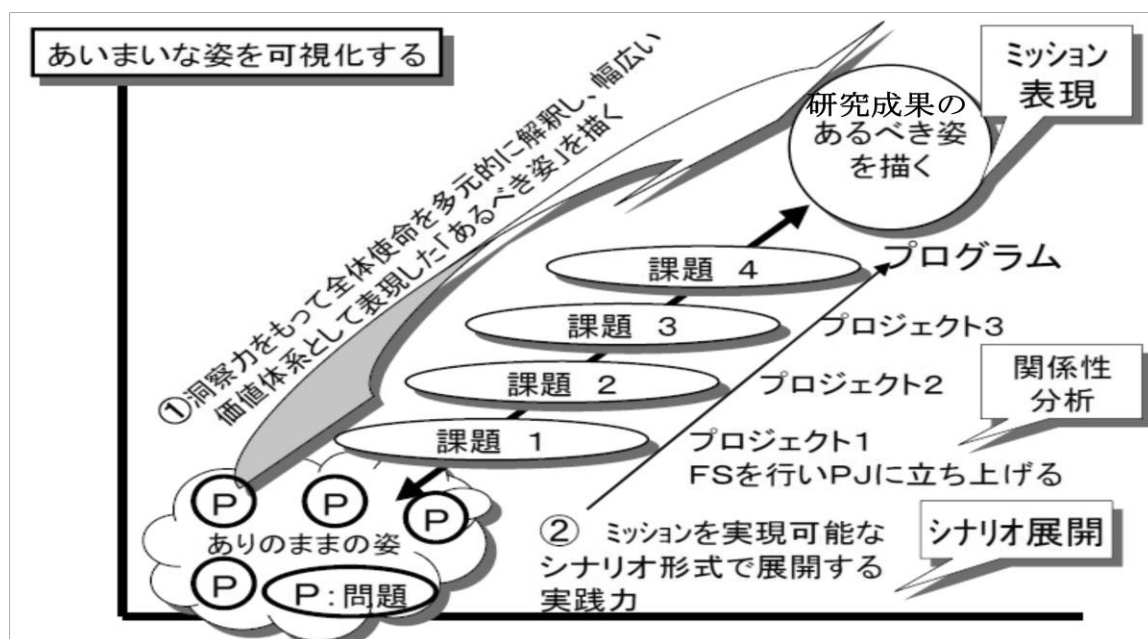 あいまいな姿を可視化する
①洞察力をもって全体使命を多元的に解釈し、幅広い
価値体系として表現した「あるべき姿」を描く
ミッション
表現
研究成果の
あるべき姿
を描く
プログラム
課題 4
課題 3
プロジェクト3
課題 2
プロジェクト2
課題 1
プロジェクト1
FSを行いPJに立ち上げる
関係性
分析
P
P
P
ありのままの姿
P
P:問題
② ミッションを実現可能な
シナリオ形式で展開する
実践力
シナリオ展開